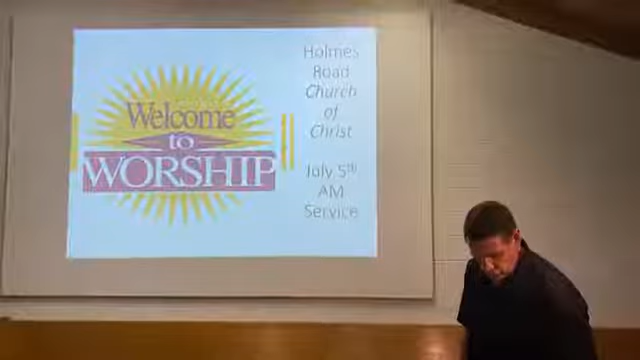 Welcome
to
WORSHIP
Holmes
Road
Church
of
Christ
July 5th
AM
Service